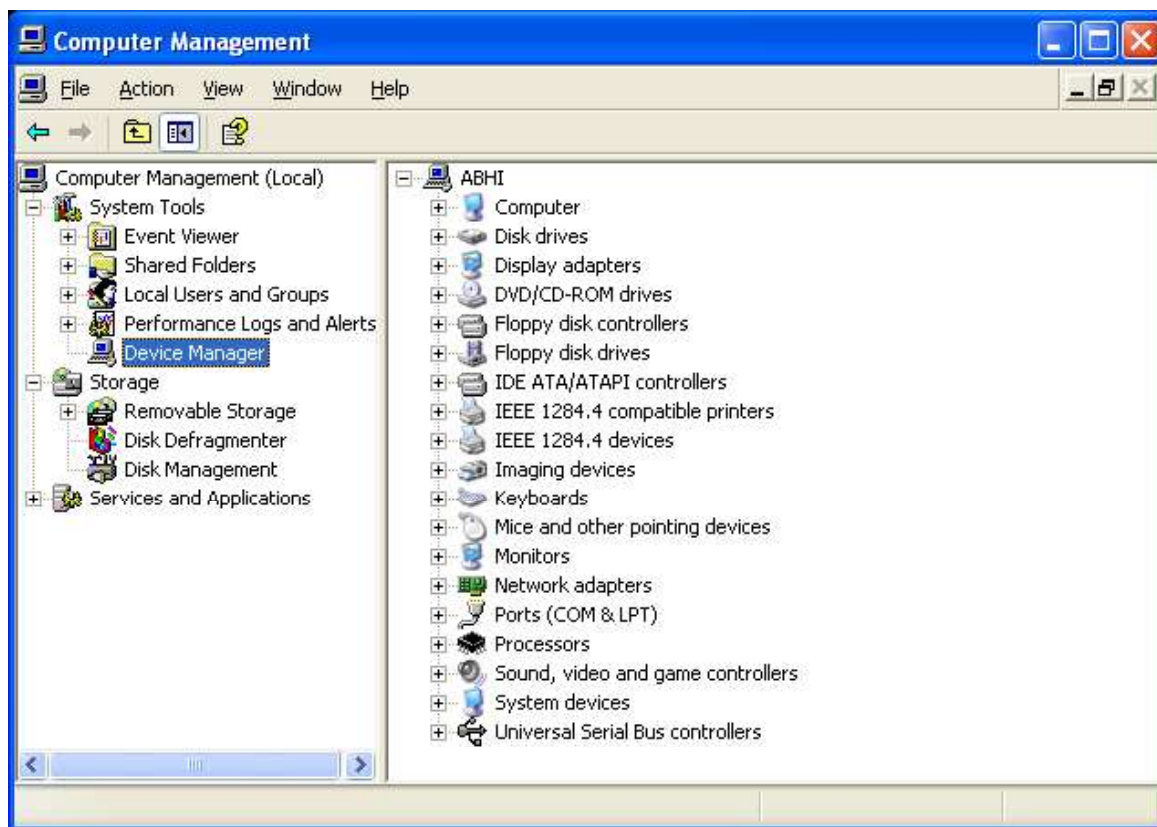 Computer Management
File Action View Window Help
Computer Management (Local)
System Tools
Event Viewer
Shared Folders
Local Users and Groups
Performance Logs and Alerts
Device Manager
Storage
Removable Storage
Disk Defragmenter
Disk Management
Services and Applications
ABHI
Computer
Disk drives
Display adapters
DVD/CD-ROM drives
Floppy disk controllers
Floppy disk drives
IDE ATA/ATAPI controllers
IEEE 1284.4 compatible printers
IEEE 1284.4 devices
Imaging devices
Keyboards
Mice and other pointing devices
Monitors
Network adapters
Ports (COM & LPT)
Processors
Sound, video and game controllers
System devices
Universal Serial Bus controllers